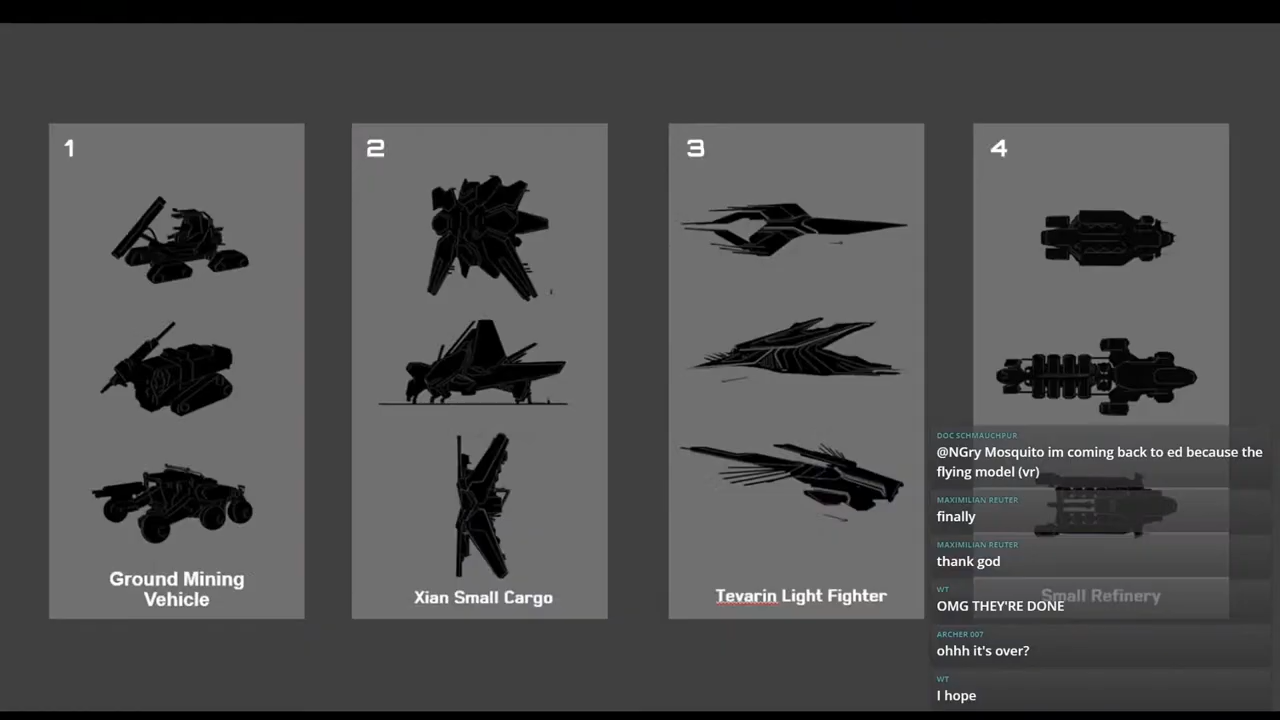 1
2
3
4
Ground Mining
Vehicle
Xian Small Cargo
Tevarin Light Fighter
Small Refinery
DOC SCHMAUCHPUR
@NGry Mosquito im coming back to ed because the
flying model (vr)
MAXIMILIAN REUTER
finally
MAXIMILIAN REUTER
thank god
WT
OMG THEY'RE DONE
ARCHER 007
ohhh it's over?
WT
I hope